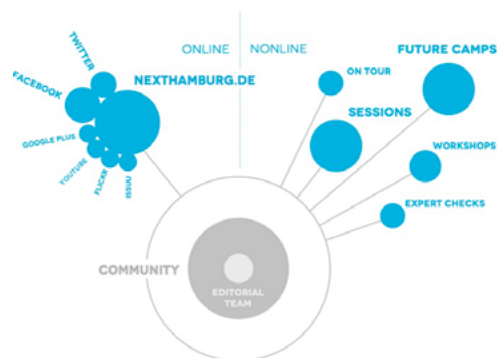 ONLINE
NONLINE
NEXTHAMBURG.DE
TWITTER
FACEBOOK
GOOGLE PLUS
YOUTUBE
FLICKR
ISSUU
ON TOUR
FUTURE CAMPS
SESSIONS
WORKSHOPS
EXPERT CHECKS
COMMUNITY
EDITORIAL
TEAM